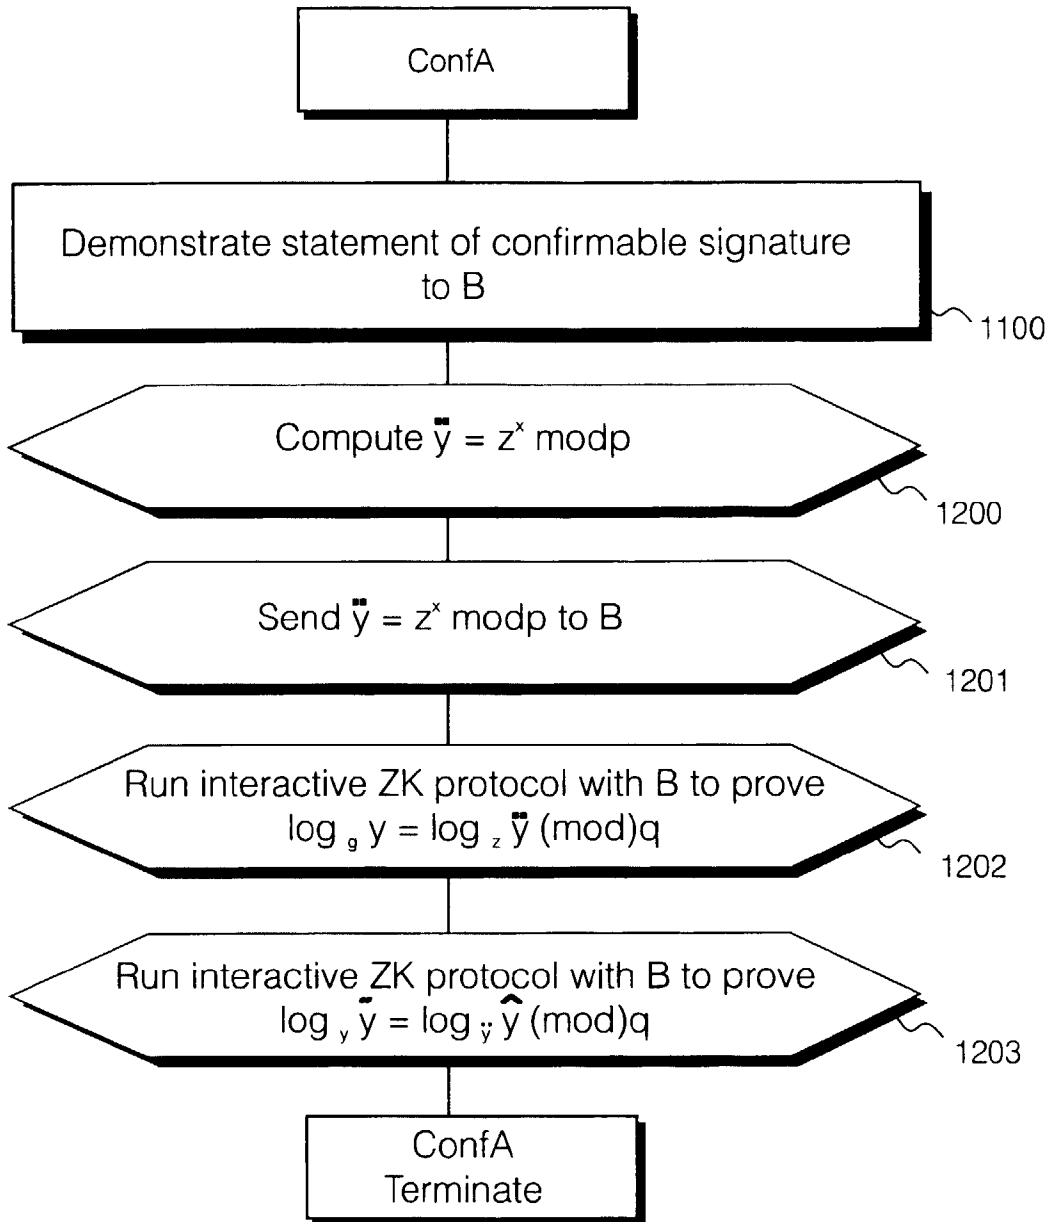 ConfA
Demonstrate statement of confirmable signature
to B
1100
Compute ÿ = zˣ modp
1200
Send ÿ = zˣ modp to B
1201
Run interactive ZK protocol with B to prove
log g y = log z ÿ (mod)q
1202
Run interactive ZK protocol with B to prove
log y ỹ = log ÿ ŷ (mod)q
1203
ConfA
Terminate